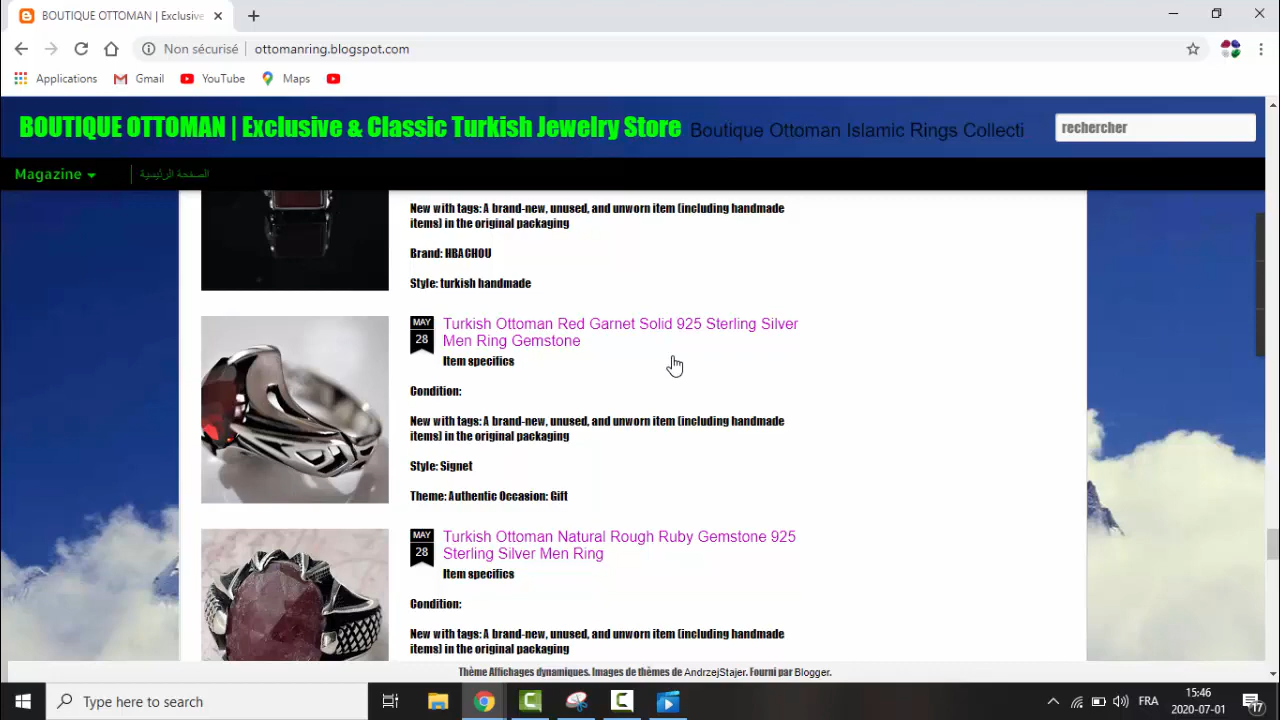 BOUTIQUE OTTOMAN | Exclusive
Non sécurisé
ottomanring.blogspot.com
Applications
Gmail
YouTube
Maps
BOUTIQUE OTTOMAN | Exclusive & Classic Turkish Jewelry Store
Boutique Ottoman Islamic Rings Collecti
rechercher
Magazine
الصفحة الرئيسية
New with tags: A brand-new, unused, and unworn item (including handmade
items) in the original packaging
Brand: HBACHOU
Style: turkish handmade
MAY
28
Turkish Ottoman Red Garnet Solid 925 Sterling Silver
Men Ring Gemstone
Item specifics
Condition:
New with tags: A brand-new, unused, and unworn item (including handmade
items) in the original packaging
Style: Signet
Theme: Authentic Occasion: Gift
MAY
28
Turkish Ottoman Natural Rough Ruby Gemstone 925
Sterling Silver Men Ring
Item specifics
Condition:
New with tags: A brand-new, unused, and unworn item (including handmade
items) in the original packaging
Thème Affichages dynamiques. Images de thèmes de AndrzejStajer. Fourni par Blogger.
Type here to search
FRA
15:46
2020-07-01
17